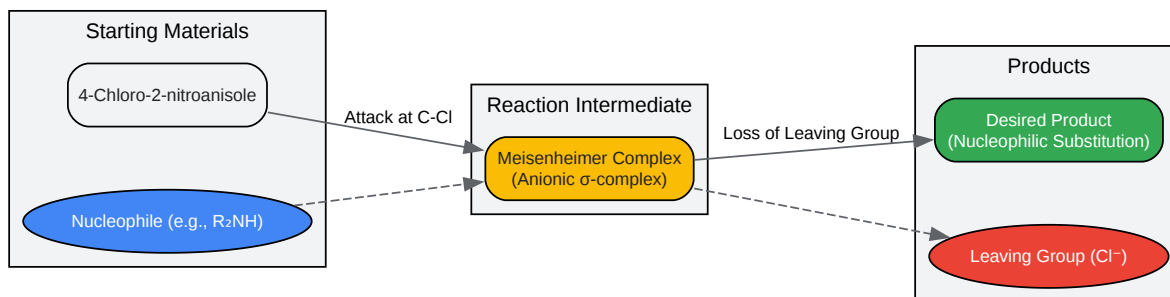 Starting Materials
4-Chloro-2-nitroanisole
Nucleophile (e.g., R₂NH)
Attack at C-Cl
Reaction Intermediate
Meisenheimer Complex
(Anionic σ-complex)
Loss of Leaving Group
Products
Desired Product
(Nucleophilic Substitution)
Leaving Group (Cl⁻)